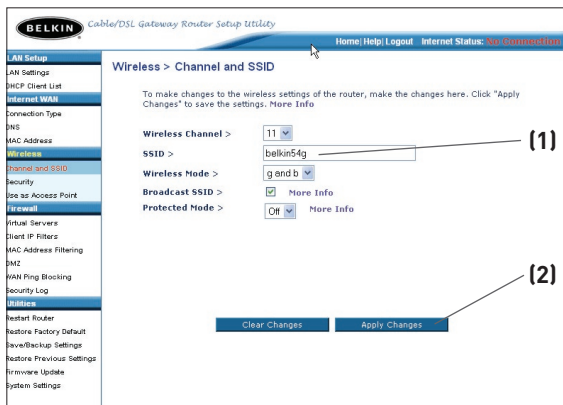 BELKIN Cable/DSL Gateway Router Setup Utility
Home|Help|Logout Internet Status: No Connection
LAN Setup
LAN Settings
DHCP Client List
Internet WAN
Connection Type
DNS
MAC Address
Wireless
Channel and SSID
Security
Use as Access Point
Firewall
Virtual Servers
Client IP Filters
MAC Address Filtering
DMZ
WAN Ping Blocking
Security Log
Utilities
Restart Router
Restore Factory Default
Save/Backup Settings
Restore Previous Settings
Firmware Update
System Settings
Wireless > Channel and SSID
To make changes to the wireless settings of the router, make the changes here. Click "Apply
Changes" to save the settings. More Info
Wireless Channel > 11
SSID > belkin54g
(1)
Wireless Mode > g and b
Broadcast SSID > More Info
Protected Mode > Off More Info
(2)
Clear Changes Apply Changes